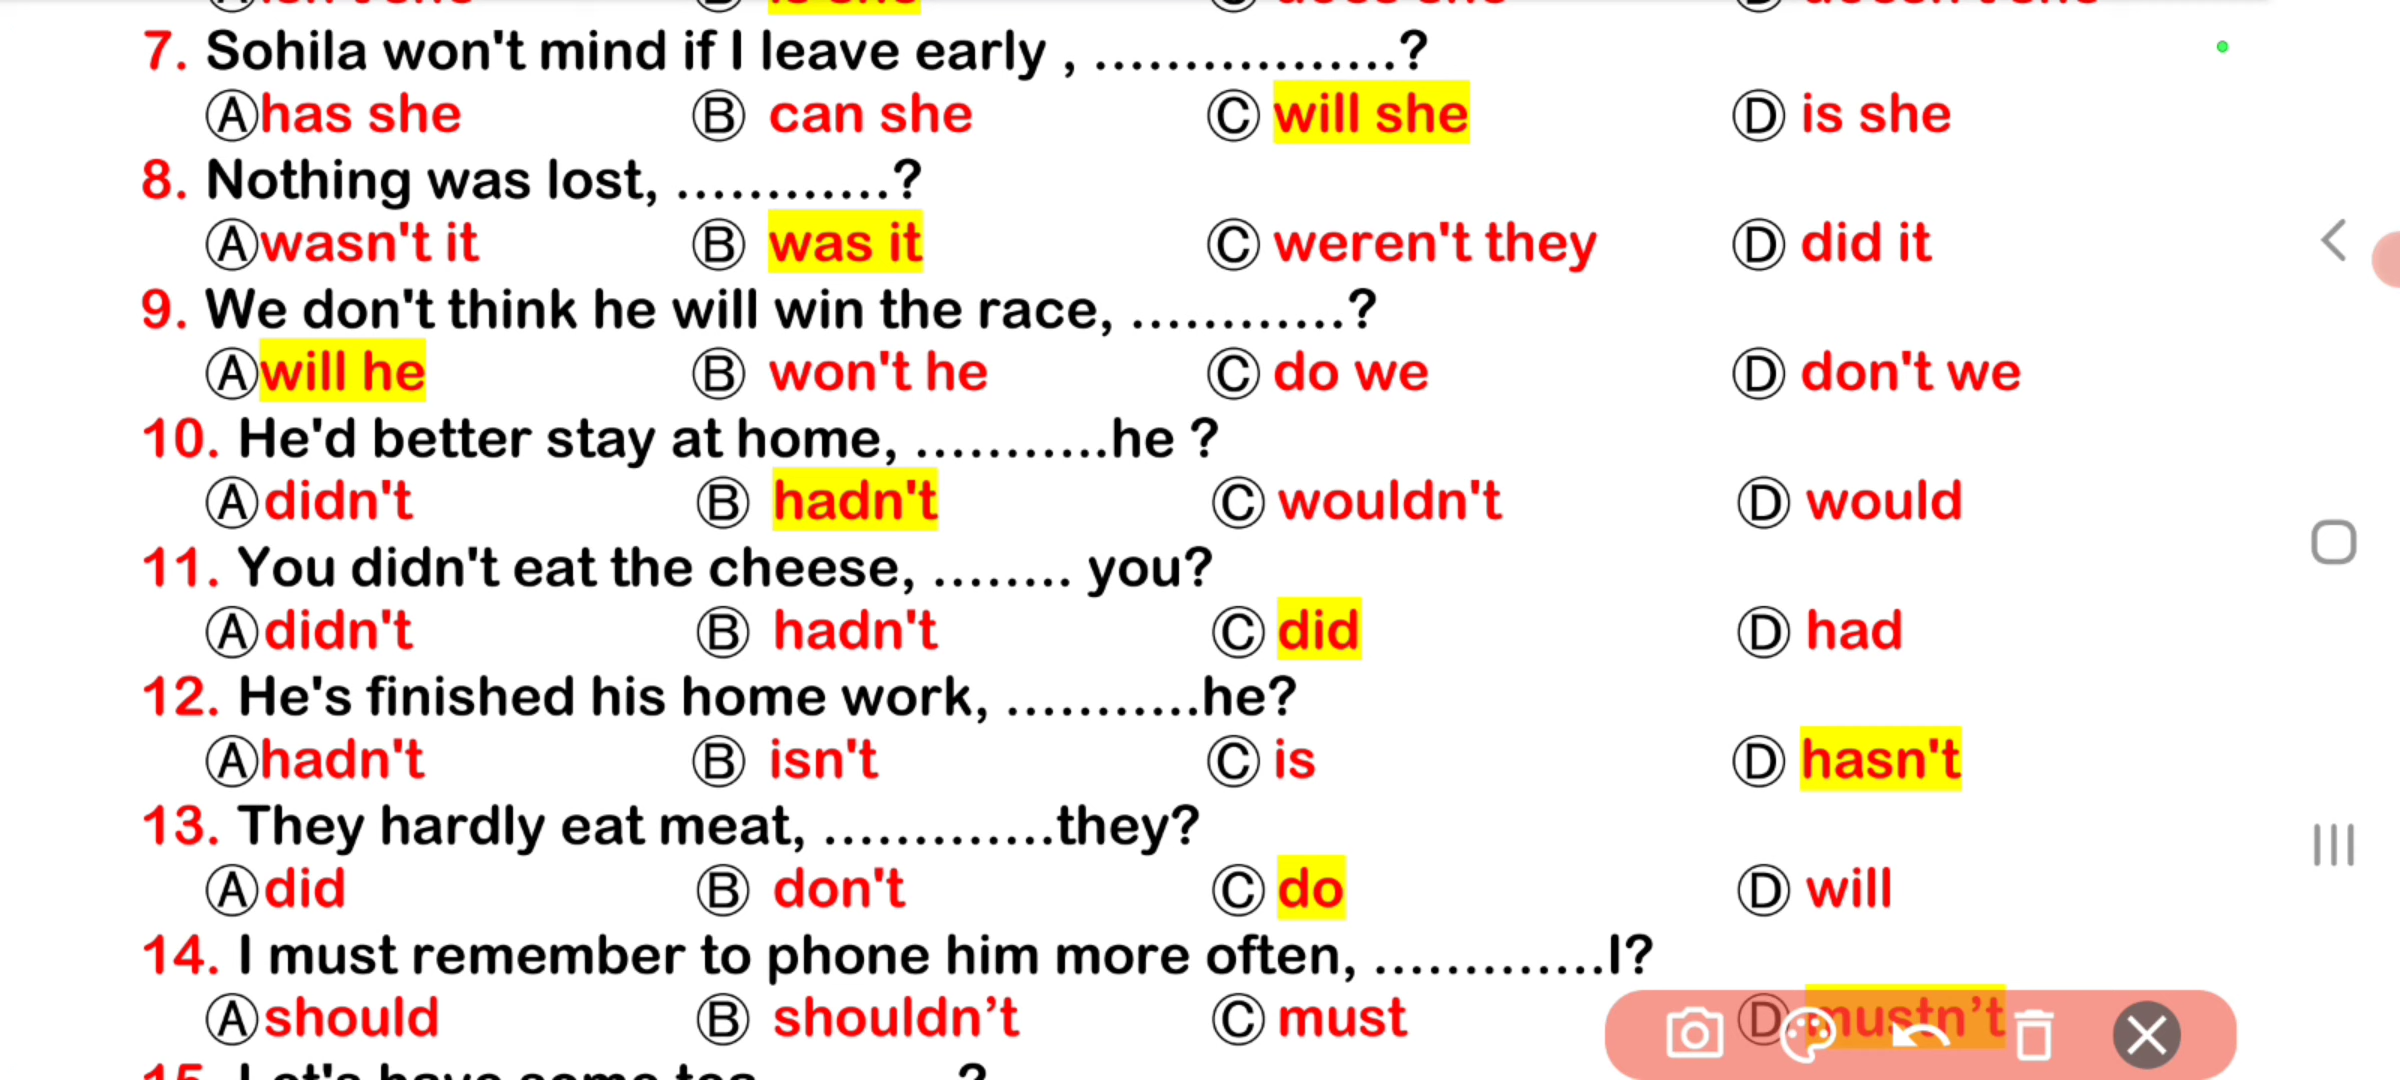 7. Sohila won't mind if I leave early , .................?
Ⓐhas she Ⓑ can she Ⓒ will she Ⓓ is she
8. Nothing was lost, ............?
Ⓐwasn't it Ⓑ was it Ⓒ weren't they Ⓓ did it
9. We don't think he will win the race, ............?
Ⓐwill he Ⓑ won't he Ⓒ do we Ⓓ don't we
10. He'd better stay at home, ...........he ?
Ⓐdidn't Ⓑ hadn't Ⓒ wouldn't Ⓓ would
11. You didn't eat the cheese, ........ you?
Ⓐdidn't Ⓑ hadn't Ⓒ did Ⓓ had
12. He's finished his home work, ...........he?
Ⓐhadn't Ⓑ isn't Ⓒ is Ⓓ hasn't
13. They hardly eat meat, .............they?
Ⓐdid Ⓑ don't Ⓒ do Ⓓ will
14. I must remember to phone him more often, .............I?
Ⓐshould Ⓑ shouldn’t Ⓒ must Ⓓ mustn’t